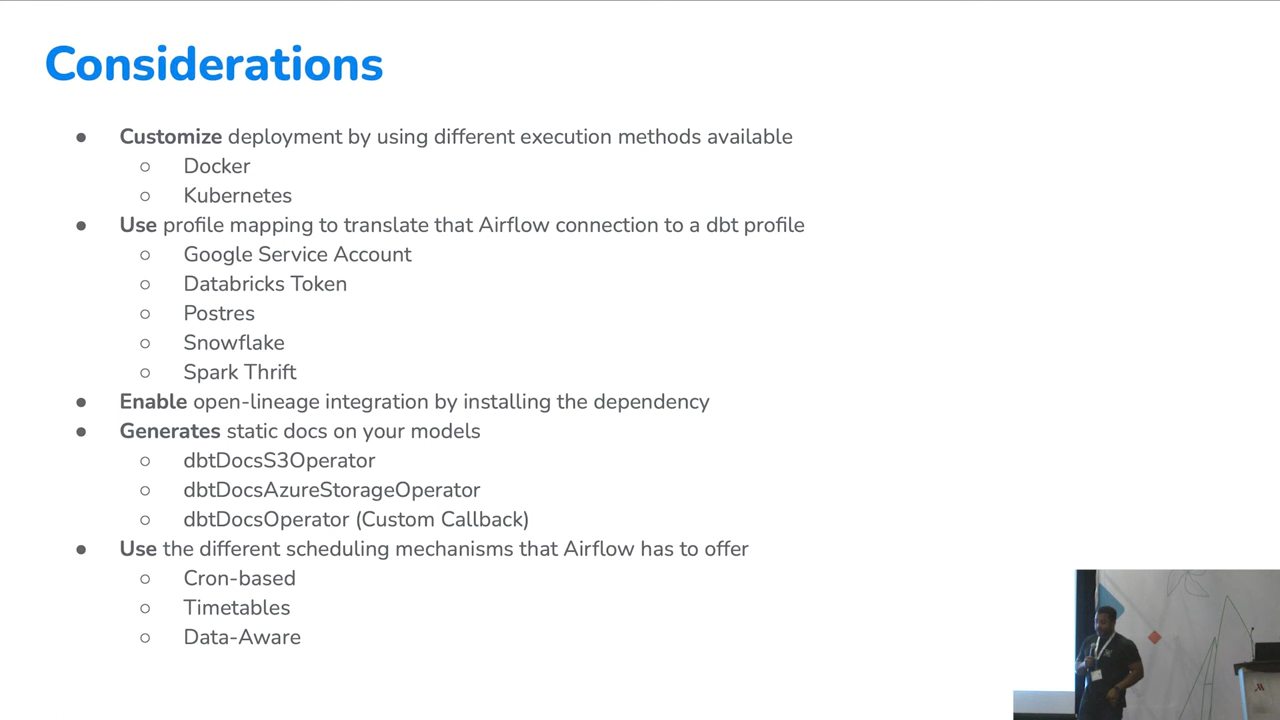 Considerations
● Customize deployment by using different execution methods available
○ Docker
○ Kubernetes
● Use profile mapping to translate that Airflow connection to a dbt profile
○ Google Service Account
○ Databricks Token
○ Postres
○ Snowflake
○ Spark Thrift
● Enable open-lineage integration by installing the dependency
● Generates static docs on your models
○ dbtDocsS3Operator
○ dbtDocsAzureStorageOperator
○ dbtDocsOperator (Custom Callback)
● Use the different scheduling mechanisms that Airflow has to offer
○ Cron-based
○ Timetables
○ Data-Aware